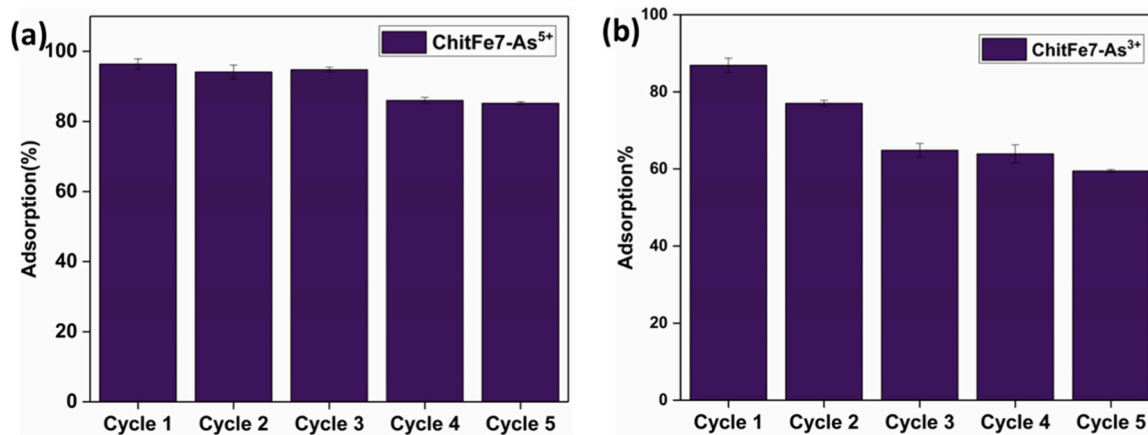 (a)
ChitFe7-As5+
Adsorption(%)
100
80
60
40
20
0
Cycle 1 Cycle 2 Cycle 3 Cycle 4 Cycle 5
(b)
ChitFe7-As3+
Adsorption%
100
80
60
40
20
0
Cycle 1 Cycle 2 Cycle 3 Cycle 4 Cycle 5